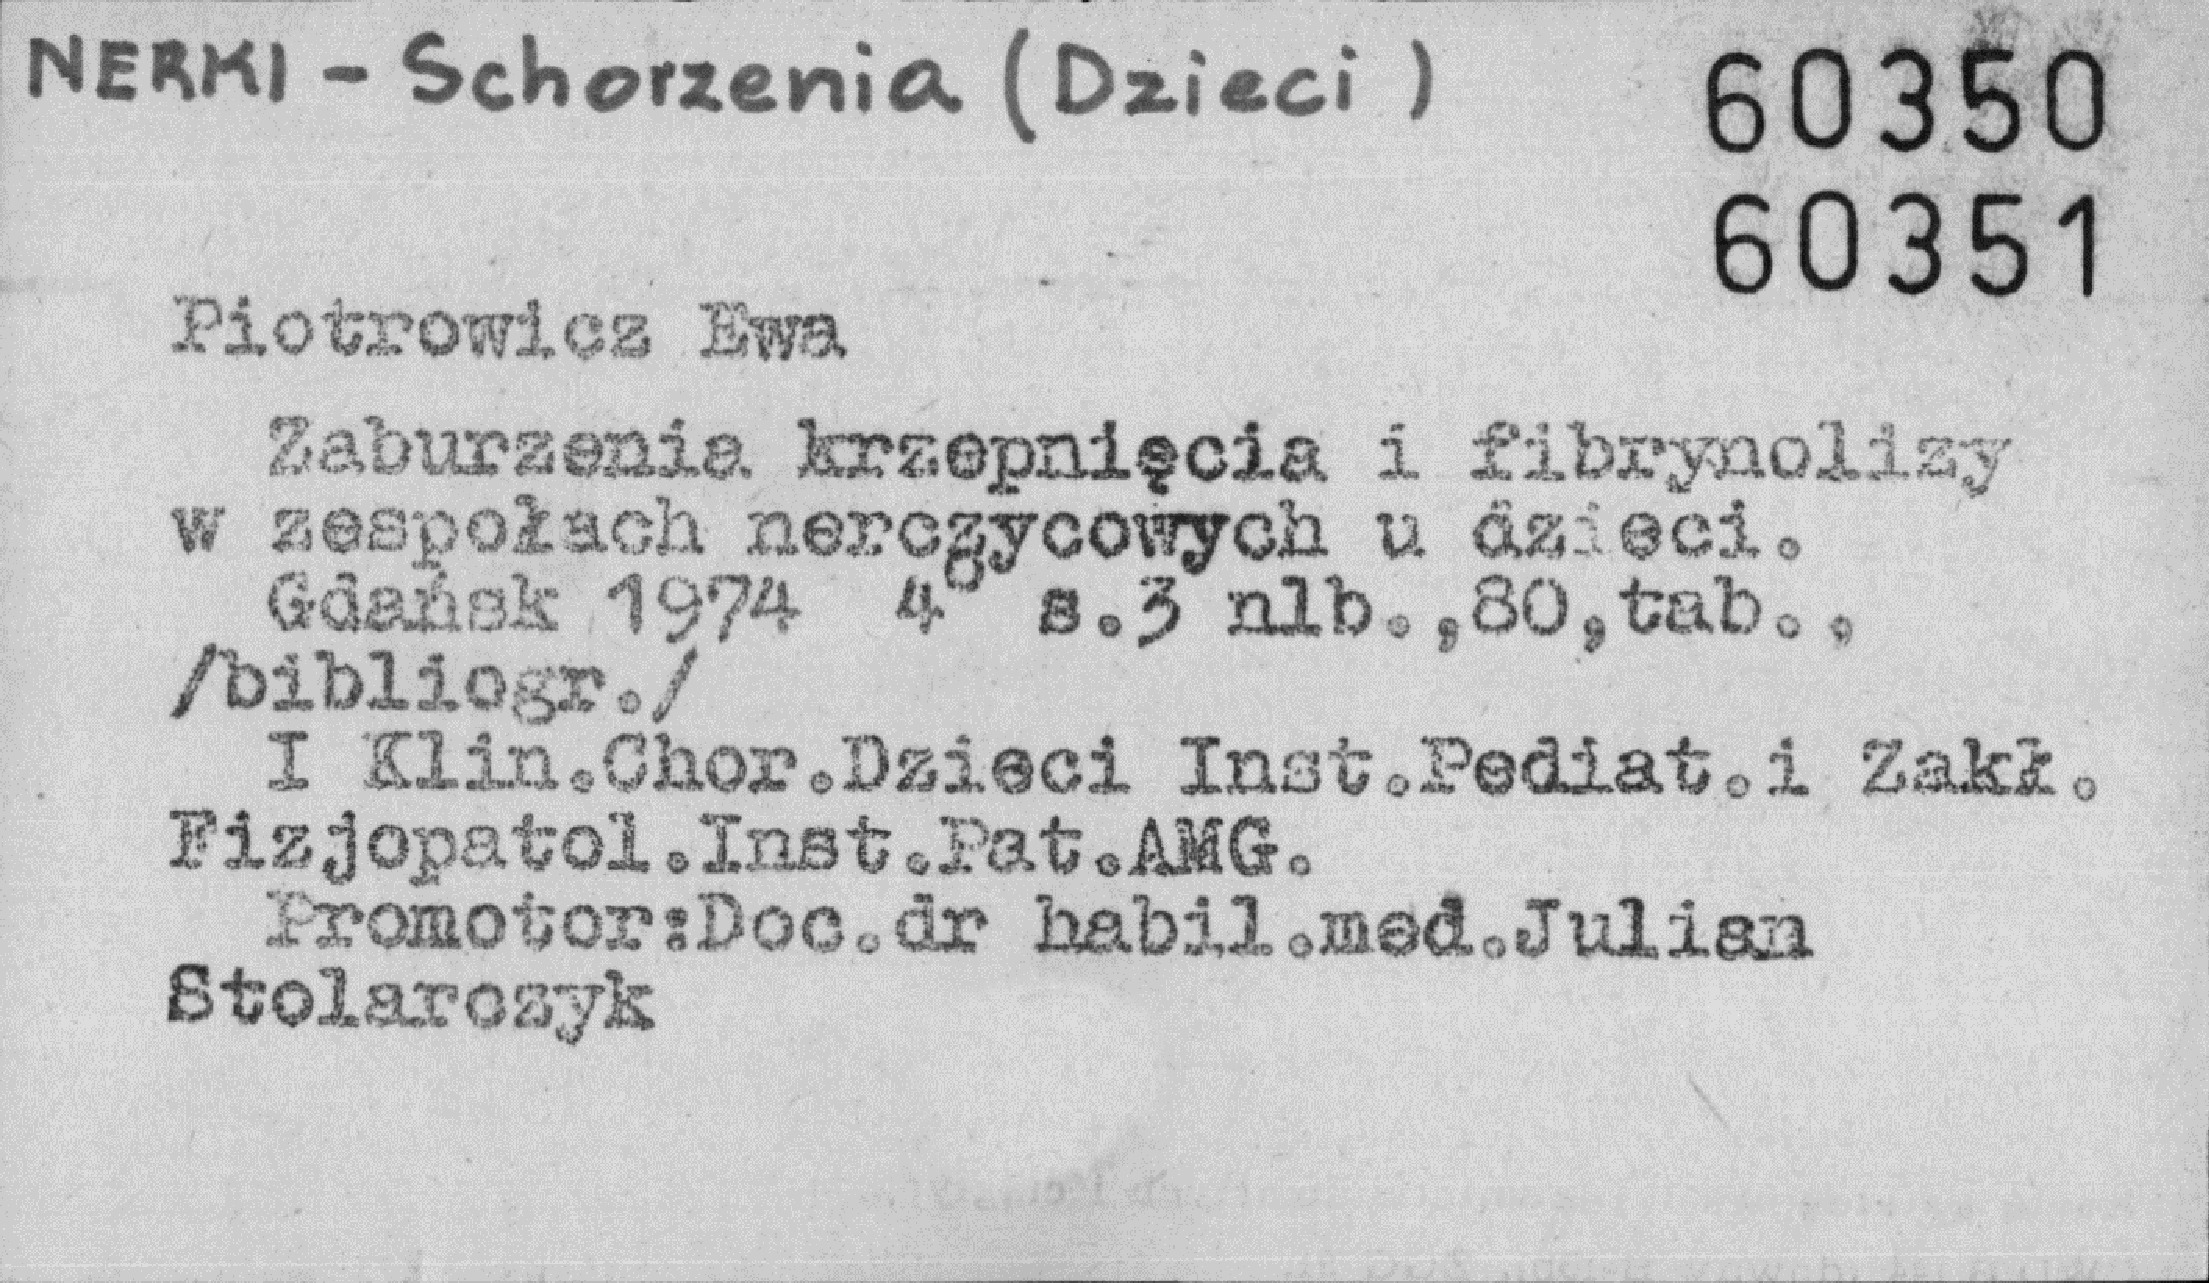 NERKI - Schorzenia (Dzieci)
60350
60351
Piotrowicz Ewa
Zaburzenia krzepnięcia i fibrynolizy
w zespołach nerczycowych u dzieci.
Gdańsk 1974 4° s.3 nlb.,80,tab.,
/bibliogr./
I Klin.Chor.Dzieci Inst.Pediat.i Zakł.
Fizjopatol.Inst.Pat.AMG.
Promotor:Doc.dr habil.med.Julian
Stolarczyk